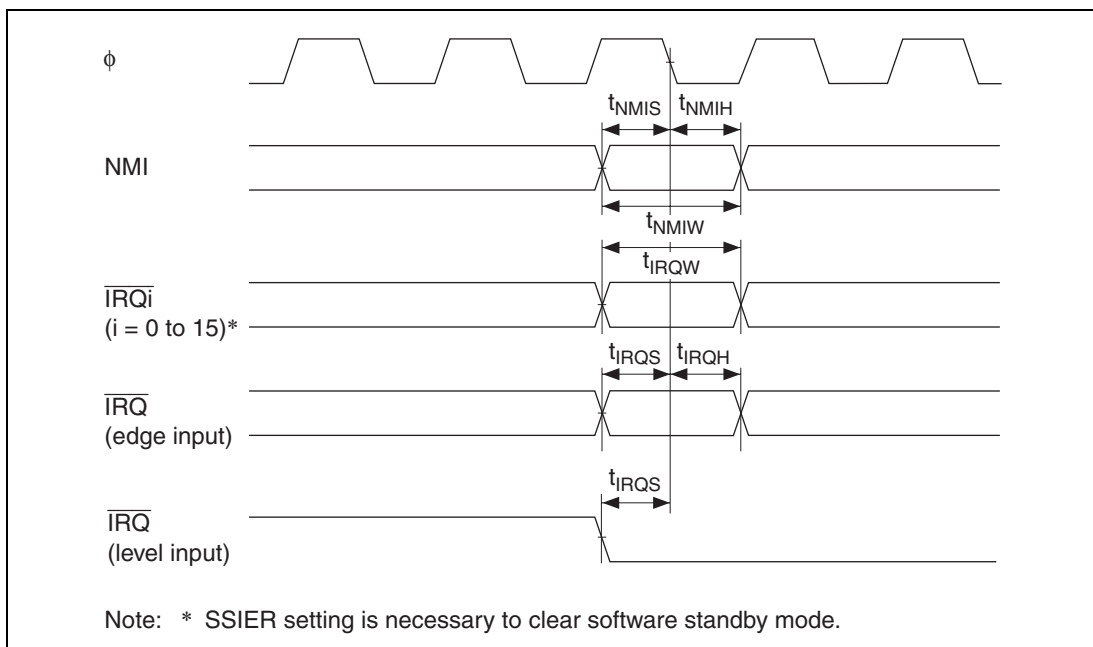 ϕ
tNMIS tNMIH
NMI
tNMIW
tIRQW
IRQi
(i = 0 to 15)*
tIRQS tIRQH
IRQ
(edge input)
tIRQS
IRQ
(level input)
Note: * SSIER setting is necessary to clear software standby mode.